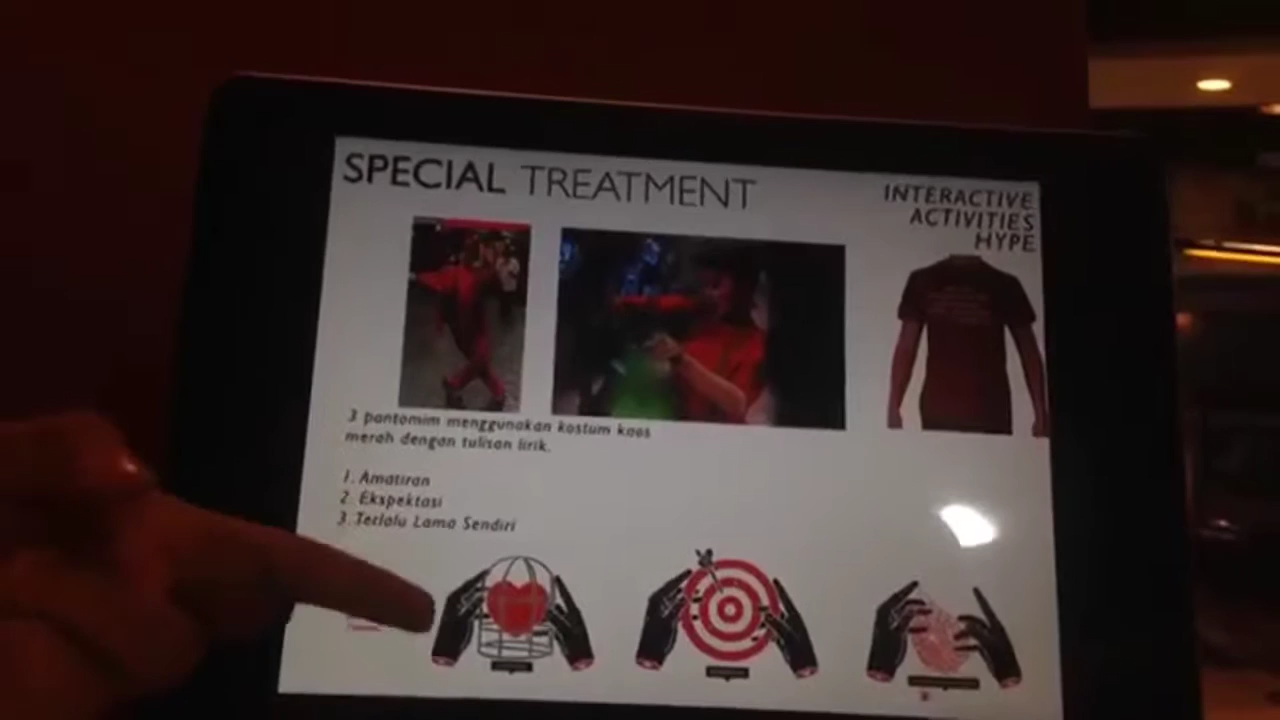 SPECIAL TREATMENT
INTERACTIVE
ACTIVITIES
HYPE
3 pantomim menggunakan kostum kaos
merah dengan tulisan lirik.
1. Amatiran
2. Ekspektasi
3. Terlalu Lama Sendiri